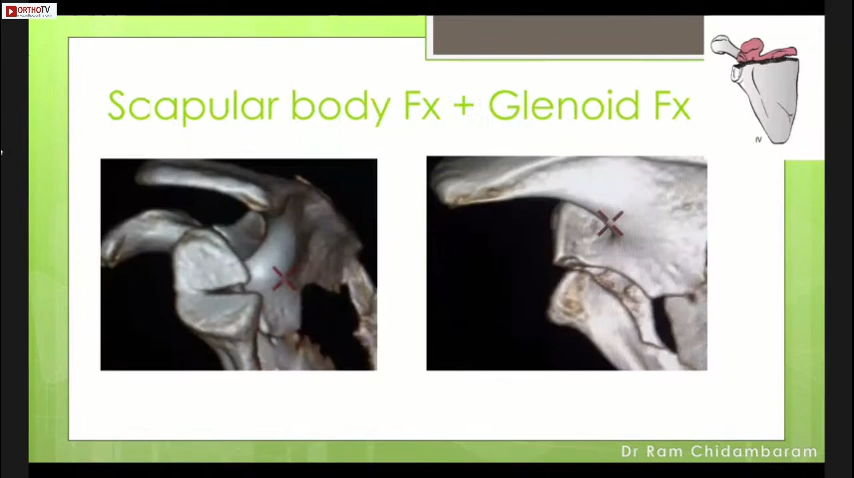 ORTHOTV
Scapular body Fx + Glenoid Fx
IV
Dr Ram Chidambaram